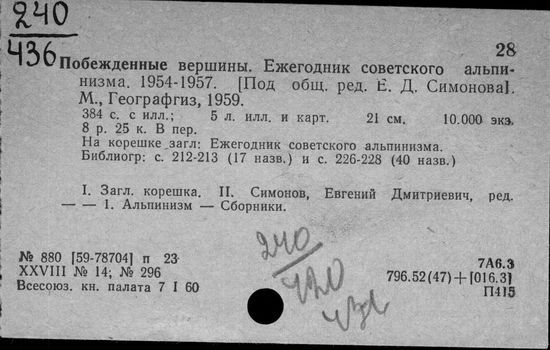 240
436
28
Побежденные вершины. Ежегодник советского альпи-
низма. 1954-1957. [Под общ. ред. Е. Д. Симонова].
М., Географгиз, 1959.
384 с. с илл.; 5 л. илл. и карт. 21 см. 10.000 экз.
8 р. 25 к. В пер.
На корешке загл: Ежегодник советского альпинизма.
Библиогр: с. 212-213 (17 назв.) и с. 226-228 (40 назв.)
I. Загл. корешка. II. Симонов, Евгений Дмитриевич, ред.
— — 1. Альпинизм — Сборники.
№ 880 [59-78704] п 23
XXVIII № 14; № 296
Всесоюз. кн. палата 7 I 60
240
420
436
7А6.3
796.52(47)+[016.3]
П415